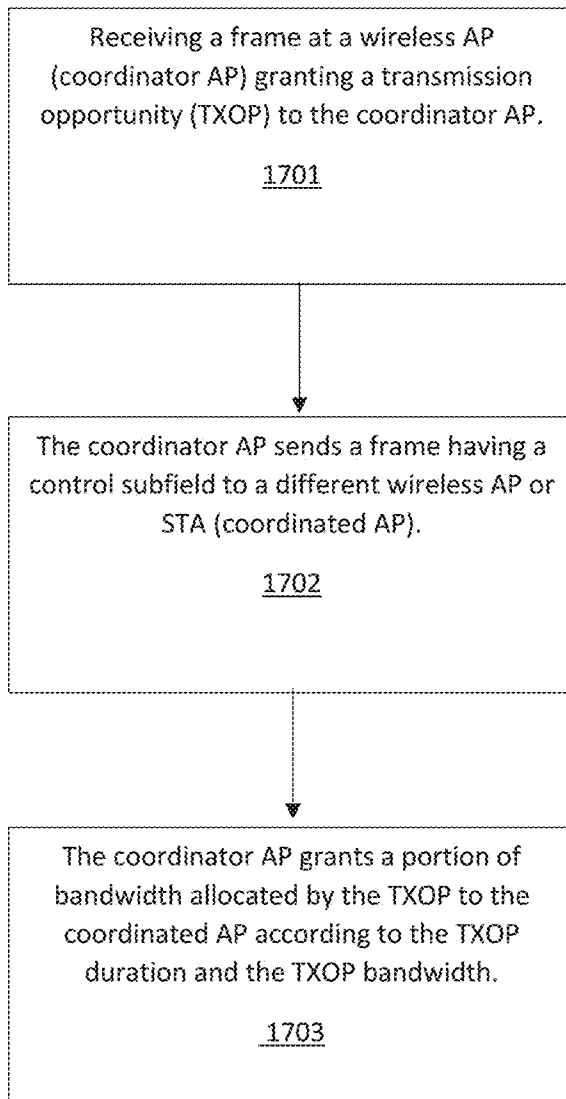 Receiving a frame at a wireless AP
(coordinator AP) granting a transmission
opportunity (TXOP) to the coordinator AP.
1701
The coordinator AP sends a frame having a
control subfield to a different wireless AP or
STA (coordinated AP).
1702
The coordinator AP grants a portion of
bandwidth allocated by the TXOP to the
coordinated AP according to the TXOP
duration and the TXOP bandwidth.
1703